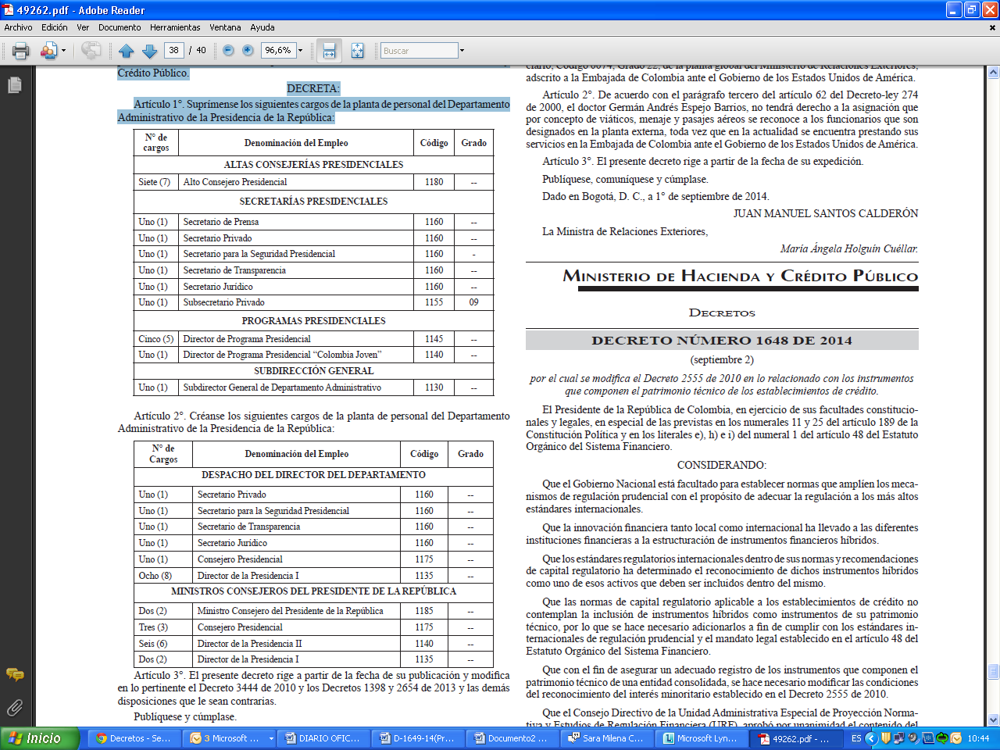 49262.pdf - Adobe Reader
Archivo Edición Ver Documento Herramientas Ventana Ayuda
38 / 40 96,6% Buscar
Crédito Público.
DECRETA:
Artículo 1°. Suprímense los siguientes cargos de la planta de personal del Departamento
Administrativo de la Presidencia de la República:
N° de cargos Denominación del Empleo Código Grado
ALTAS CONSEJERÍAS PRESIDENCIALES
Siete (7) Alto Consejero Presidencial 1180 --
SECRETARÍAS PRESIDENCIALES
Uno (1) Secretario de Prensa 1160 --
Uno (1) Secretario Privado 1160 --
Uno (1) Secretario para la Seguridad Presidencial 1160 -
Uno (1) Secretario de Transparencia 1160 --
Uno (1) Secretario Jurídico 1160 --
Uno (1) Subsecretario Privado 1155 09
PROGRAMAS PRESIDENCIALES
Cinco (5) Director de Programa Presidencial 1145 --
Uno (1) Director de Programa Presidencial “Colombia Joven” 1140 --
SUBDIRECCIÓN GENERAL
Uno (1) Subdirector General de Departamento Administrativo 1130 --
Artículo 2°. Créanse los siguientes cargos de la planta de personal del Departamento
Administrativo de la Presidencia de la República:
N° de Cargos Denominación del Empleo Código Grado
DESPACHO DEL DIRECTOR DEL DEPARTAMENTO
Uno (1) Secretario Privado 1160 --
Uno (1) Secretario para la Seguridad Presidencial 1160 --
Uno (1) Secretario de Transparencia 1160 --
Uno (1) Secretario Jurídico 1160 --
Uno (1) Consejero Presidencial 1175 --
Ocho (8) Director de la Presidencia I 1135 --
MINISTROS CONSEJEROS DEL PRESIDENTE DE LA REPÚBLICA
Dos (2) Ministro Consejero del Presidente de la República 1185 --
Tres (3) Consejero Presidencial 1175 --
Seis (6) Director de la Presidencia II 1140 --
Dos (2) Director de la Presidencia I 1135 --
Artículo 3°. El presente decreto rige a partir de la fecha de su publicación y modifica
en lo pertinente el Decreto 3444 de 2010 y los Decretos 1398 y 2654 de 2013 y las demás
disposiciones que le sean contrarias.
Publíquese y cúmplase.
ciario, Código 0074, Grado 22, de la planta global del Ministerio de Relaciones Exteriores,
adscrito a la Embajada de Colombia ante el Gobierno de los Estados Unidos de América.
Artículo 2°. De acuerdo con el parágrafo tercero del artículo 62 del Decreto-ley 274
de 2000, el doctor Germán Andrés Espejo Barrios, no tendrá derecho a la asignación que
por concepto de viáticos, menaje y pasajes aéreos se reconoce a los funcionarios que son
designados en la planta externa, toda vez que en la actualidad se encuentra prestando sus
servicios en la Embajada de Colombia ante el Gobierno de los Estados Unidos de América.
Artículo 3°. El presente decreto rige a partir de la fecha de su expedición.
Publíquese, comuníquese y cúmplase.
Dado en Bogotá, D. C., a 1° de septiembre de 2014.
JUAN MANUEL SANTOS CALDERÓN
La Ministra de Relaciones Exteriores,
María Ángela Holguín Cuéllar.
MINISTERIO DE HACIENDA Y CRÉDITO PÚBLICO
DECRETOS
DECRETO NÚMERO 1648 DE 2014
(septiembre 2)
por el cual se modifica el Decreto 2555 de 2010 en lo relacionado con los instrumentos
que componen el patrimonio técnico de los establecimientos de crédito.
El Presidente de la República de Colombia, en ejercicio de sus facultades constitucio-
nales y legales, en especial de las previstas en los numerales 11 y 25 del artículo 189 de la
Constitución Política y en los literales e), h) e i) del numeral 1 del artículo 48 del Estatuto
Orgánico del Sistema Financiero.
CONSIDERANDO:
Que el Gobierno Nacional está facultado para establecer normas que amplíen los meca-
nismos de regulación prudencial con el propósito de adecuar la regulación a los más altos
estándares internacionales.
Que la innovación financiera tanto local como internacional ha llevado a las diferentes
instituciones financieras a la estructuración de instrumentos financieros híbridos.
Que los estándares regulatorios internacionales dentro de sus normas y recomendaciones
de capital regulatorio ha determinado el reconocimiento de dichos instrumentos híbridos
como uno de esos activos que deben ser incluidos dentro del mismo.
Que las normas de capital regulatorio aplicable a los establecimientos de crédito no
contemplan la inclusión de instrumentos híbridos como instrumentos de su patrimonio
técnico, por lo que se hace necesario adicionarlos a fin de cumplir con los estándares in-
ternacionales de regulación prudencial y el mandato legal establecido en el artículo 48 del
Estatuto Orgánico del Sistema Financiero.
Que con el fin de asegurar un adecuado registro de los instrumentos que componen el
patrimonio técnico de una entidad consolidada, se hace necesario modificar las condiciones
del reconocimiento del interés minoritario establecido en el Decreto 2555 de 2010.
Que el Consejo Directivo de la Unidad Administrativa Especial de Proyección Norma-
tiva y Estudios de Regulación Financiera (URF), aprobó por unanimidad el contenido del
Inicio Decretos - Se... 3 Microsoft ... DIARIO OFIC... D-1649-14(Pr... Documento2 ... Sara Milena C... Microsoft Lyn... 49262.pdf - ... ES 10:44